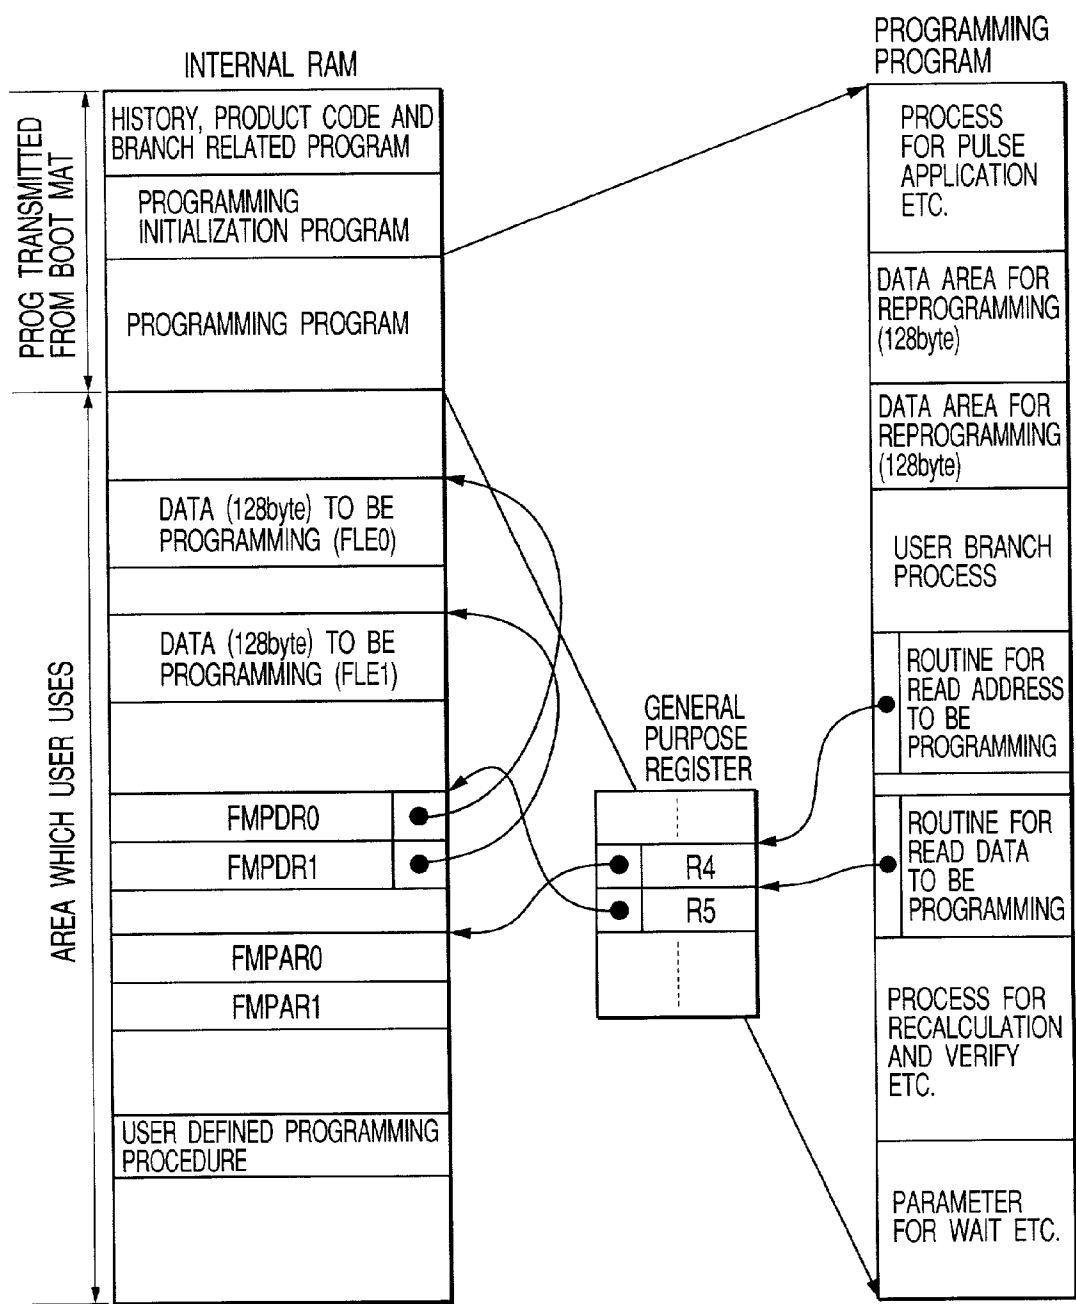 INTERNAL RAM
PROG TRANSMITTED
FROM BOOT MAT
HISTORY, PRODUCT CODE AND
BRANCH RELATED PROGRAM
PROGRAMMING
INITIALIZATION PROGRAM
PROGRAMMING PROGRAM
AREA WHICH USER USES
DATA (128byte) TO BE
PROGRAMMING (FLE0)
DATA (128byte) TO BE
PROGRAMMING (FLE1)
FMPDR0
FMPDR1
FMPAR0
FMPAR1
USER DEFINED PROGRAMMING
PROCEDURE
GENERAL
PURPOSE
REGISTER
R4
R5
PROGRAMMING
PROGRAM
PROCESS
FOR PULSE
APPLICATION
ETC.
DATA AREA FOR
REPROGRAMMING
(128byte)
DATA AREA FOR
REPROGRAMMING
(128byte)
USER BRANCH
PROCESS
ROUTINE FOR
READ ADDRESS
TO BE
PROGRAMMING
ROUTINE FOR
READ DATA
TO BE
PROGRAMMING
PROCESS FOR
RECALCULATION
AND VERIFY
ETC.
PARAMETER
FOR WAIT ETC.